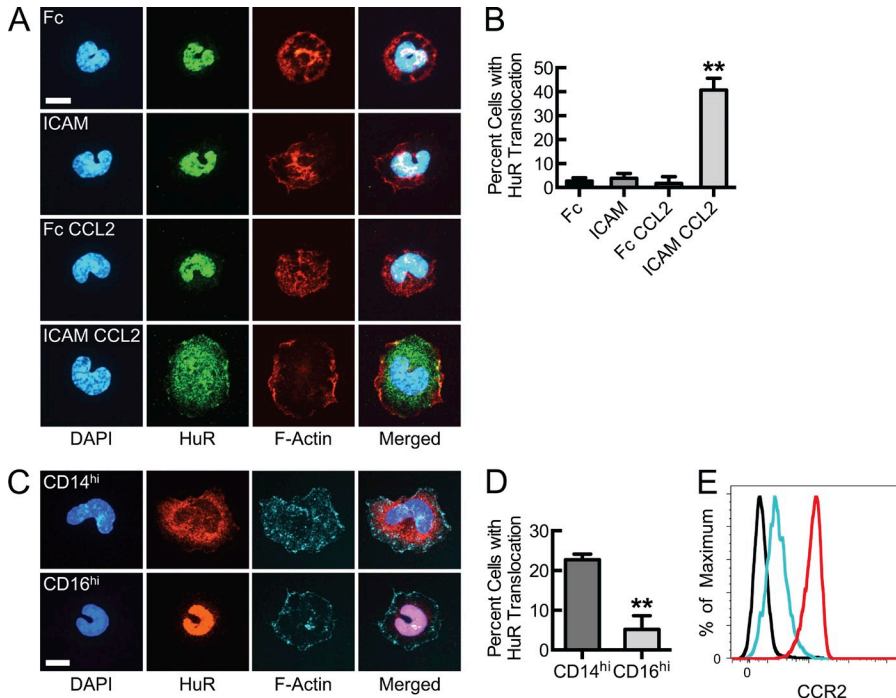 A
Fc
ICAM
Fc CCL2
ICAM CCL2
DAPI HuR F-Actin Merged
B
Percent Cells with
HuR Translocation
50
40
30
20
10
0
**
Fc
ICAM
Fc CCL2
ICAM CCL2
C
CD14hi
CD16hi
DAPI HuR F-Actin Merged
D
Percent Cells with
HuR Translocation
30
20
10
0
**
CD14hi CD16hi
E
% of Maximum
0
0
CCR2